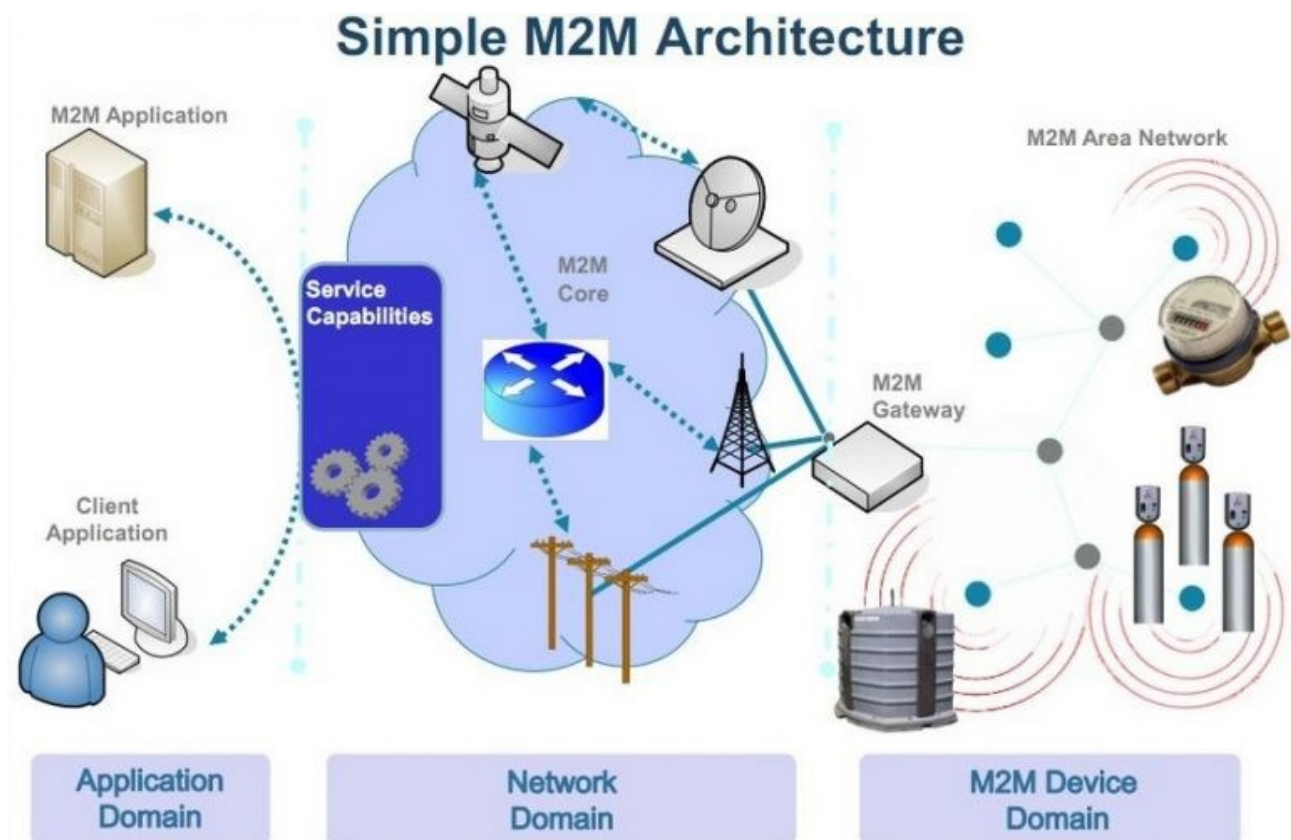 Simple M2M Architecture
M2M Application
M2M Area Network
Service
Capabilities
M2M
Core
M2M
Gateway
Client
Application
Application
Domain
Network
Domain
M2M Device
Domain